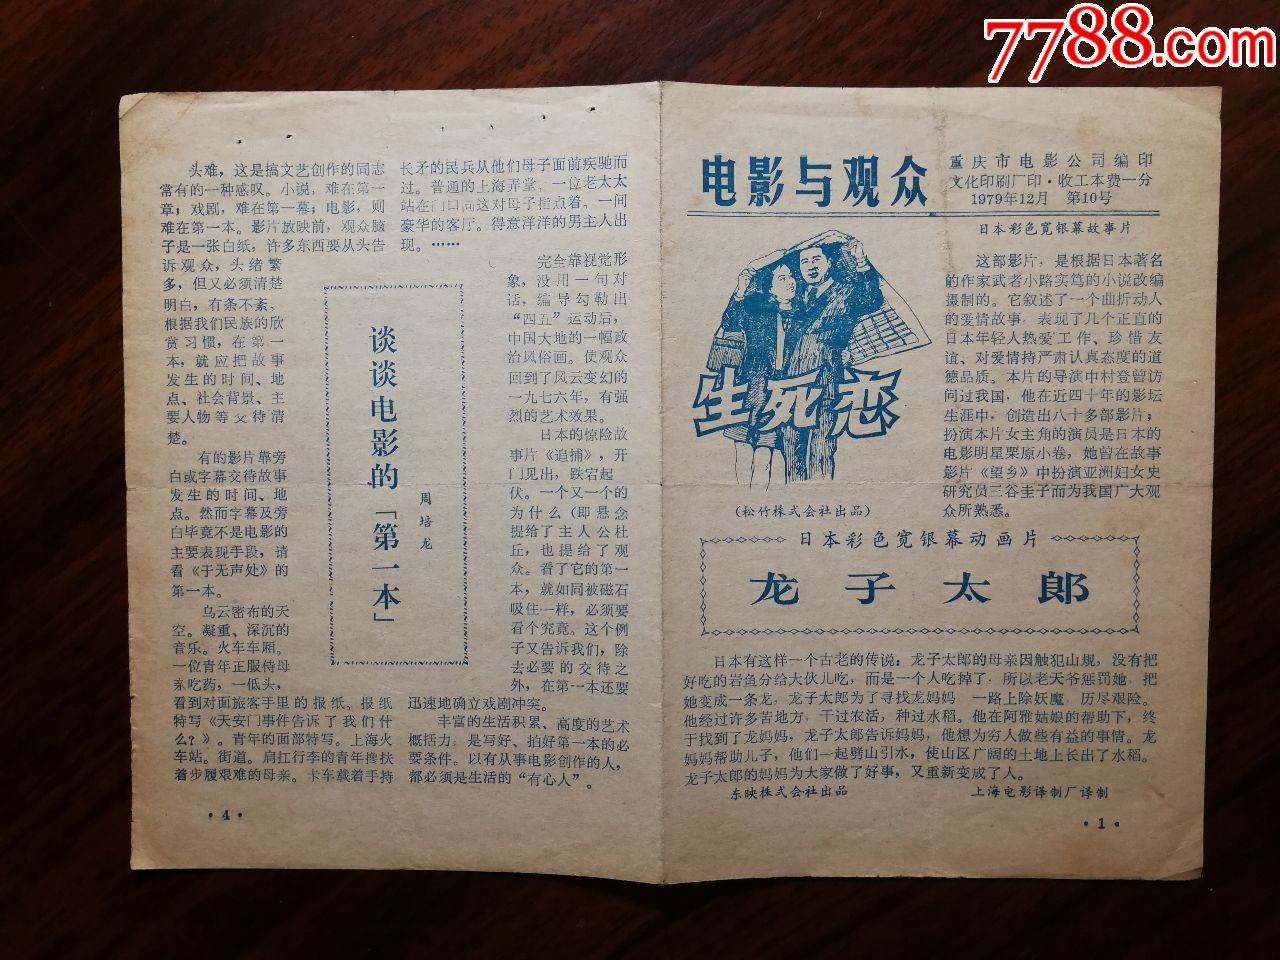 7788.com
头难，这是搞文艺创作的同志
常有的一种感叹。小说，难在第一
章；戏剧，难在第一幕；电影，则
难在第一本。影片放映前，观众脑
子是一张白纸，许多东西要从头告
诉观众，头绪繁
多，但又必须清楚
明白，有条不紊。
根据我们民族的欣
赏习惯，在第一
本，就应把故事
发生的时间、地
点、社会背景、主
要人物等交待清
楚。
有的影片靠旁
白或字幕交待故事
发生的时间、地
点。然而字幕及旁
白毕竟不是电影的
主要表现手段，请
看《于无声处》的
第一本。
乌云密布的天
空。凝重、深沉的
音乐。火车车厢。
一位青年正服侍母
亲吃药，一低头，
看到对面旅客手里的报纸、报纸
特写《天安门事件告诉了我们什
么？》。青年的面部特写。上海火
车站。街道。肩扛行李的青年搀扶
着步履艰难的母亲。卡车载着手持
谈谈电影的「第一本」
周培龙
长矛的民兵从他们母子面前疾驰而
过。普通的上海弄堂，一位老太太
站在门口向这对母子指点着，一间
豪华的客厅。得意洋洋的男主人出
现。……
完全靠视觉形
象，没用一句对
话，编导勾勒出
“四五”运动后，
中国大地的一幅政
治风俗画。使观众
回到了风云变幻的
一九七六年，有强
烈的艺术效果。
日本的惊险故
事片《追捕》，开
门见出，跌宕起
伏。一个又一个的
为什么（即悬念
提给了主人公杜
丘，也提给了观
众。看了它的第一
本，就如同被磁石
吸住一样，必须要
看个究竟。这个例
子又告诉我们，除
去必要的交待之
外，在第一本还要
迅速地确立戏剧冲突。
丰富的生活积累、高度的艺术
概括力，是写好、拍好第一本的必
要条件。以有从事电影创作的人，
都必须是生活的“有心人”。
·4·
电影与观众
重庆市电影公司编印
文化印刷厂印·收工本费一分
1979年12月 第10号
日本彩色宽银幕故事片
生死恋
（松竹株式会社出品）
这部影片，是根据日本著名
的作家武者小路实笃的小说改编
摄制的。它叙述了一个曲折动人
的爱情故事，表现了几个正直的
日本年轻人热爱工作、珍惜友
谊、对爱情持严肃认真态度的道
德品质。本片的导演中村登曾访
问过我国，他在近四十年的影坛
生涯中，创造出八十多部影片；
扮演本片女主角的演员是日本的
电影明星栗原小卷，她曾在故事
影片《望乡》中扮演亚洲妇女史
研究员三谷圭子而为我国广大观
众所熟悉。
日本彩色宽银幕动画片
龙子太郎
日本有这样一个古老的传说：龙子太郎的母亲因触犯山规，没有把
好吃的岩鱼分给大伙儿吃，而是一个人吃掉了，所以老天爷惩罚她，把
她变成一条龙，龙子太郎为了寻找龙妈妈 一路上除妖魔，历尽艰险。
他经过许多苦地方，干过农活，种过水稻。他在阿雅姑娘的帮助下，终
于找到了龙妈妈，龙子太郎告诉妈妈，他想为穷人做些有益的事情。龙
妈妈帮助儿子，他们一起劈山引水，使山区广阔的土地上长出了水稻。
龙子太郎的妈妈为大家做了好事，又重新变成了人。
东映株式会社出品 上海电影译制厂译制
·1·